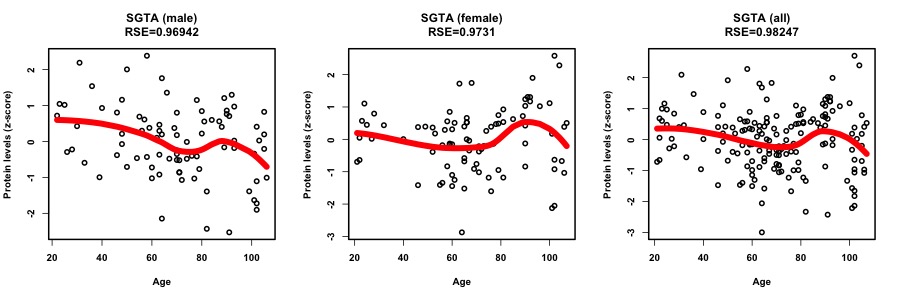 SGTA (male)
RSE=0.96942
Protein levels (z-score)
2
1
0
-1
-2
20
40
60
80
100
Age
SGTA (female)
RSE=0.9731
Protein levels (z-score)
2
1
0
-1
-2
-3
20
40
60
80
100
Age
SGTA (all)
RSE=0.98247
Protein levels (z-score)
2
1
0
-1
-2
-3
20
40
60
80
100
Age